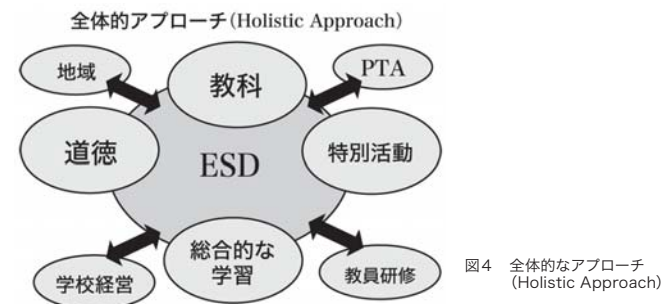 全体的アプローチ(Holistic Approach)
地域
教科
PTA
道徳
ESD
特別活動
学校経営
総合的な
学習
教員研修
図4 全体的なアプローチ
(Holistic Approach)